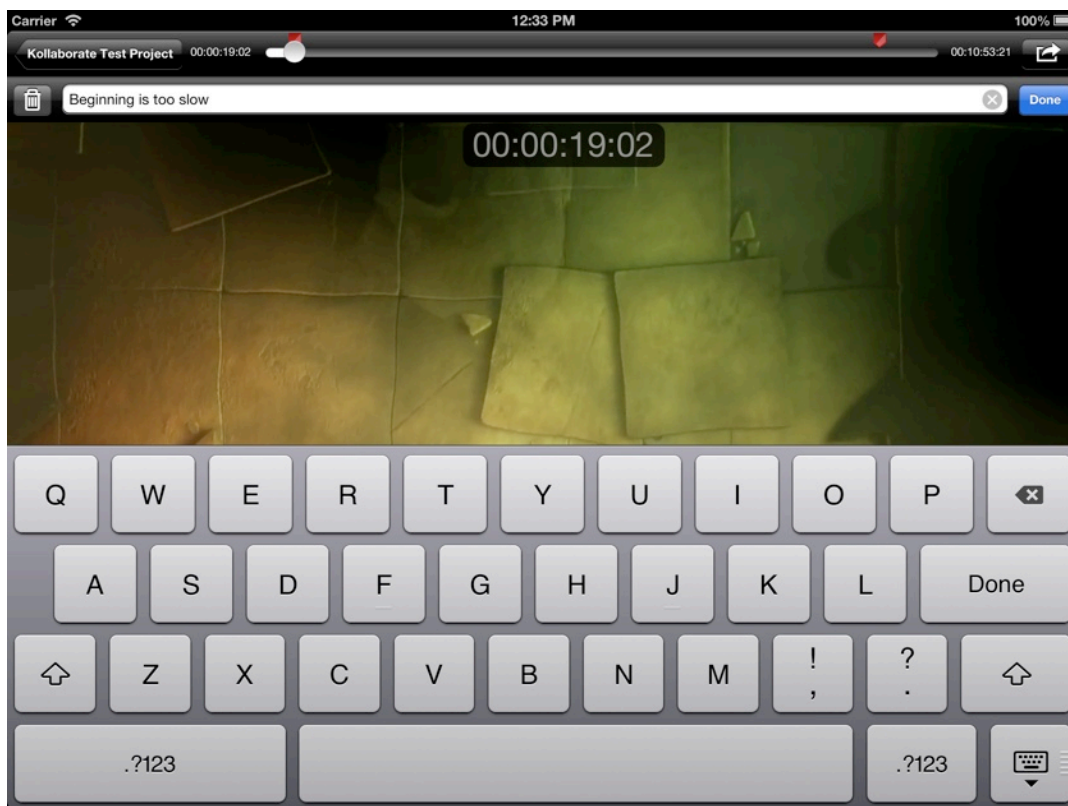 Carrier 12:33 PM 100%
Kollaborate Test Project 00:00:19:02 00:10:53:21
Beginning is too slow Done
00:00:19:02
Q W E R T Y U I O P
A S D F G H J K L Done
Z X C V B N M ! , ? .
.?123 .?123